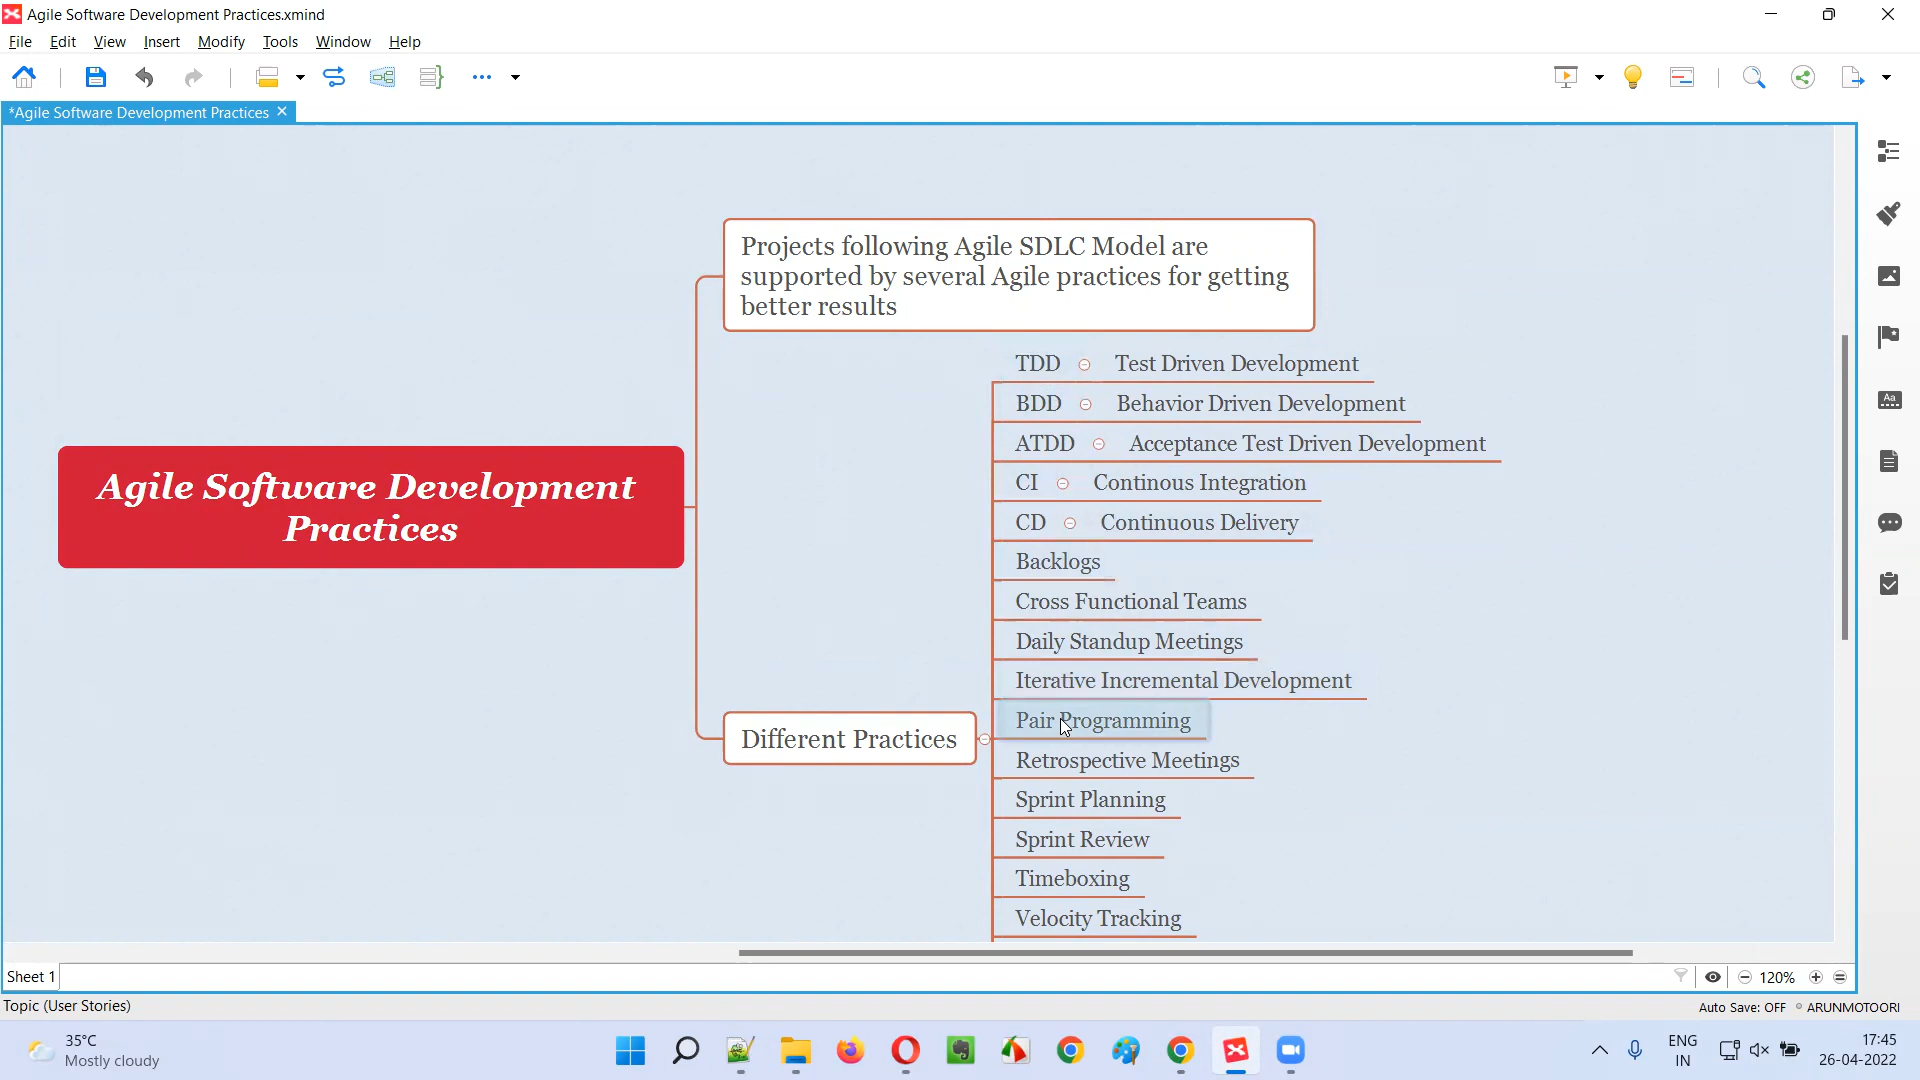 Agile Software Development Practices.xmind
File Edit View Insert Modify Tools Window Help
*Agile Software Development Practices
Projects following Agile SDLC Model are
supported by several Agile practices for getting
better results
TDD Test Driven Development
BDD Behavior Driven Development
ATDD Acceptance Test Driven Development
CI Continous Integration
CD Continuous Delivery
Backlogs
Cross Functional Teams
Daily Standup Meetings
Iterative Incremental Development
Pair Programming
Retrospective Meetings
Sprint Planning
Sprint Review
Timeboxing
Velocity Tracking
Agile Software Development
Practices
Different Practices
Aa
Sheet 1
120%
Topic (User Stories)
Auto Save: OFF ARUNMOTOORI
35°C
Mostly cloudy
ENG
IN
17:45
26-04-2022